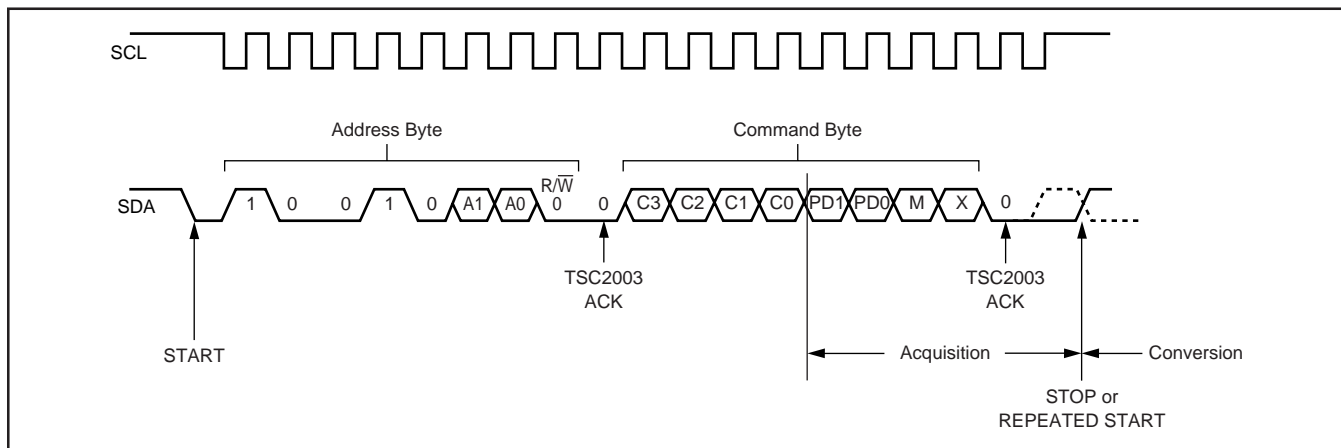 SCL
Address Byte
Command Byte
R/W̅
SDA
1 0 0 1 0 A1 A0 0 0 C3 C2 C1 C0 PD1 PD0 M X 0
TSC2003
ACK
TSC2003
ACK
START
Acquisition
Conversion
STOP or
REPEATED START